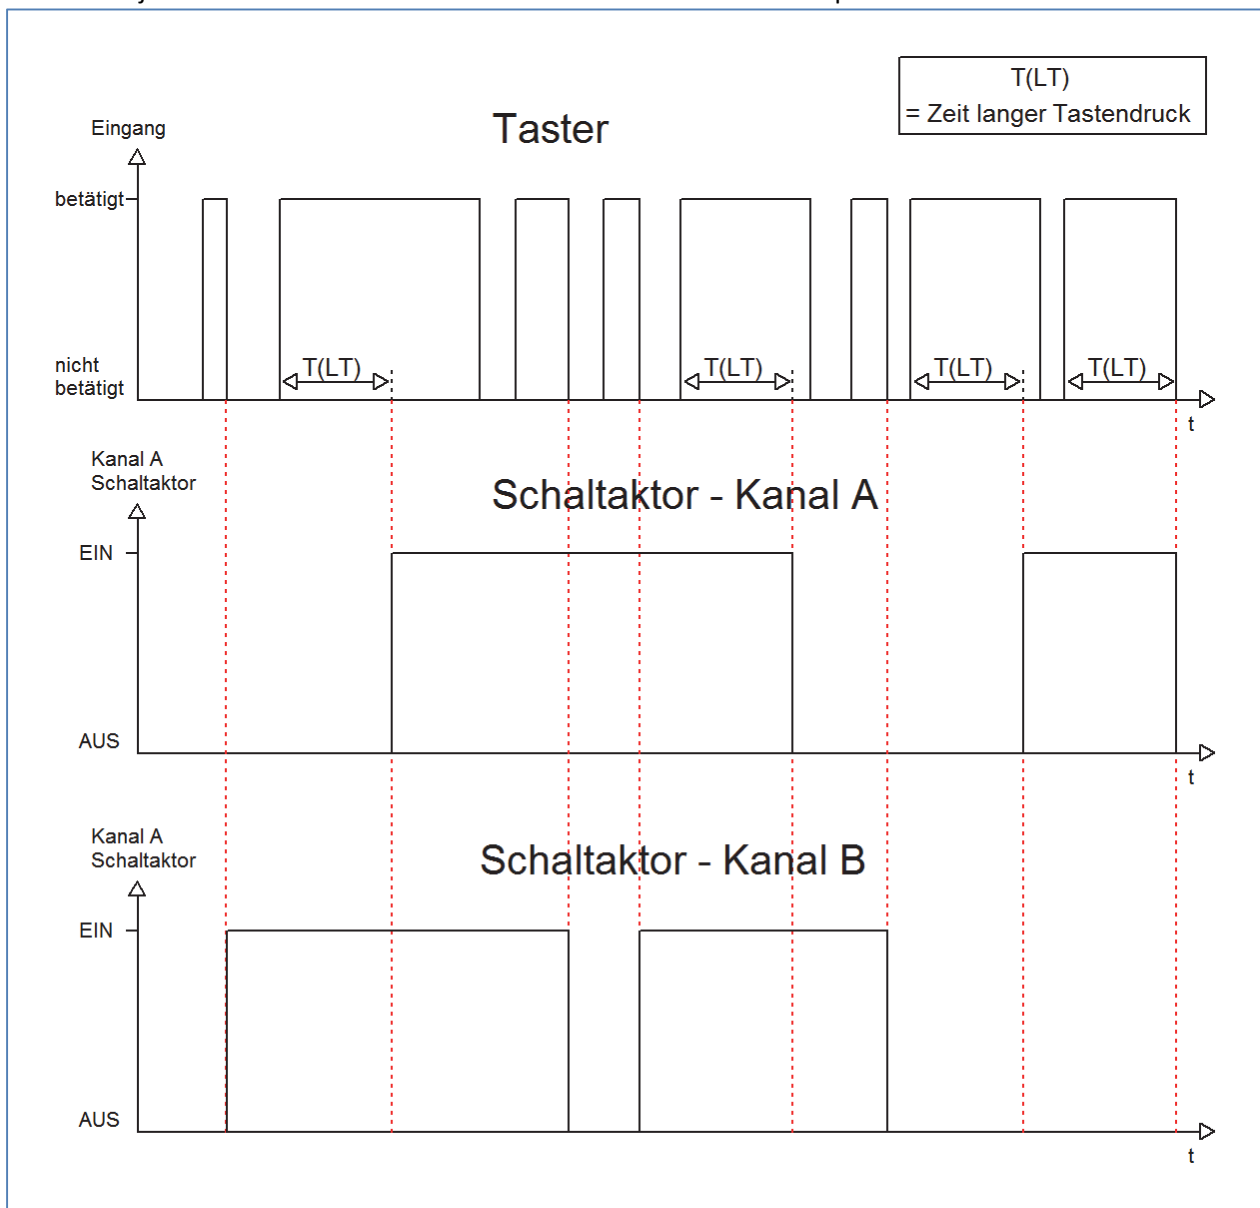 T(LT)
= Zeit langer Tastendruck
Taster
Eingang
betätigt
nicht
betätigt
T(LT)
T(LT)
T(LT)
T(LT)
t
Kanal A
Schaltaktor
Schaltaktor - Kanal A
EIN
AUS
t
Kanal A
Schaltaktor
Schaltaktor - Kanal B
EIN
AUS
t